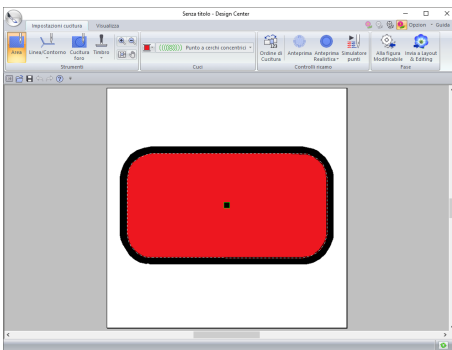 Senza titolo - Design Center
Impostazioni cucitura Visualizza Opzioni Guida
Area Linea/Contorno Cucitura foro Timbro
Strumenti
Punto a cerchi concentrici
Cuci
Ordine di Cucitura Anteprima Anteprima Realistica Simulatore punti
Controlli ricamo
Alla figura Modificabile Invia a Layout & Editing
Fase